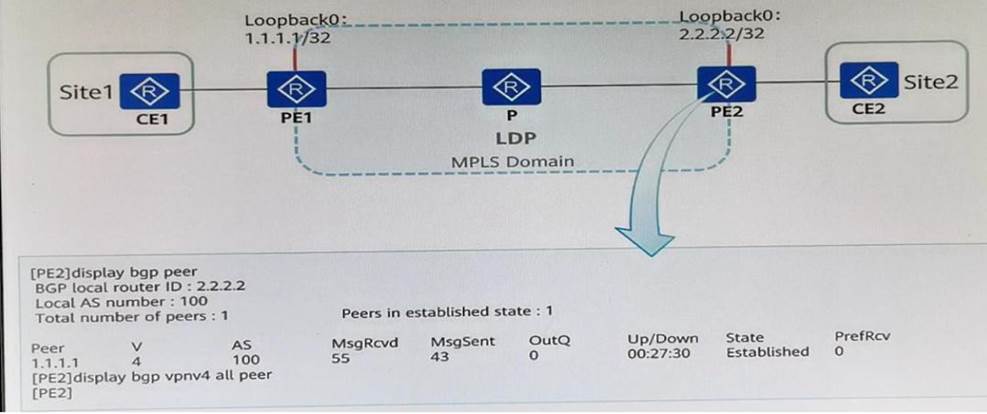 Loopback0:
1.1.1.1/32
Loopback0:
2.2.2.2/32
Site1
R
CE1
R
PE1
R
P
R
PE2
R
CE2
Site2
LDP
MPLS Domain
[PE2]display bgp peer
BGP local router ID : 2.2.2.2
Local AS number : 100
Total number of peers : 1 Peers in established state : 1
Peer V AS MsgRcvd MsgSent OutQ Up/Down State PrefRcv
1.1.1.1 4 100 55 43 0 00:27:30 Established 0
[PE2]display bgp vpnv4 all peer
[PE2]